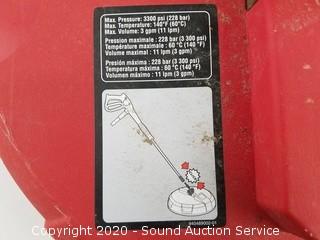 Max. Pressure: 3300 psi (228 bar)
Max. Temperature: 140°F (60°C)
Max. Volume: 3 gpm (11 lpm)
Pression maximale : 228 bar (3 300 psi)
Température maximale : 60 °C (140 °F)
Volume maximal : 11 lpm (3 gpm)
Presión máxima : 228 bar (3 300 psi)
Temperatura máxima : 60 °C (140 °F)
Volumen máximo : 11 lpm (3 gpm)
940489002-01
Copyright 2020 - Sound Auction Service